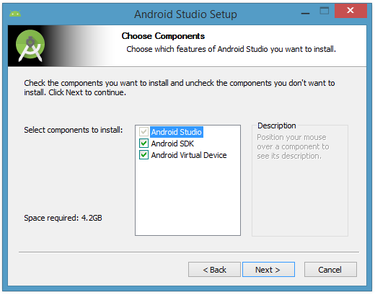 Android Studio Setup
Choose Components
Choose which features of Android Studio you want to install.
Check the components you want to install and uncheck the components you don't want to
install. Click Next to continue.
Select components to install:
Android Studio
Android SDK
Android Virtual Device
Description
Position your mouse
over a component to
see its description.
Space required: 4.2GB
< Back
Next >
Cancel